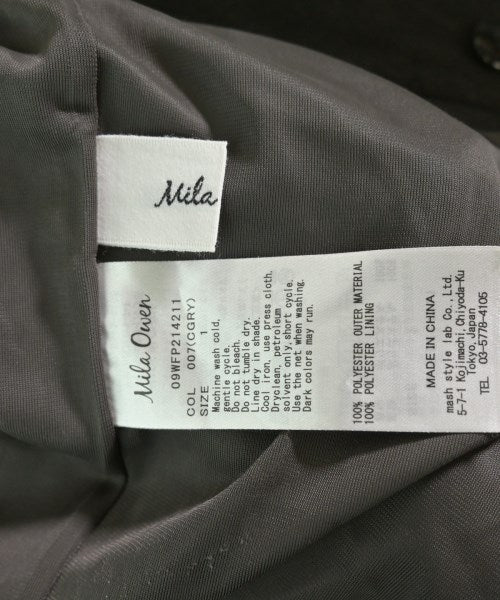 Mila
Mila Owen
09WFP214211
COL 007(CGRY)
SIZE 1
Machine wash cold,
gentle cycle.
Do not bleach.
Do not tumble dry.
Line dry in shade.
Cool iron, use press cloth.
Dryclean, petroleum
solvent only,short cycle.
Use the net when washing.
Dark colors may run.
100% POLYESTER OUTER MATERIAL
100% POLYESTER LINING
MADE IN CHINA
mash style lab Co.,Ltd.
5-7-1 Kojimachi,Chiyoda-Ku
Tokyo,Japan
TEL 03-5778-4105